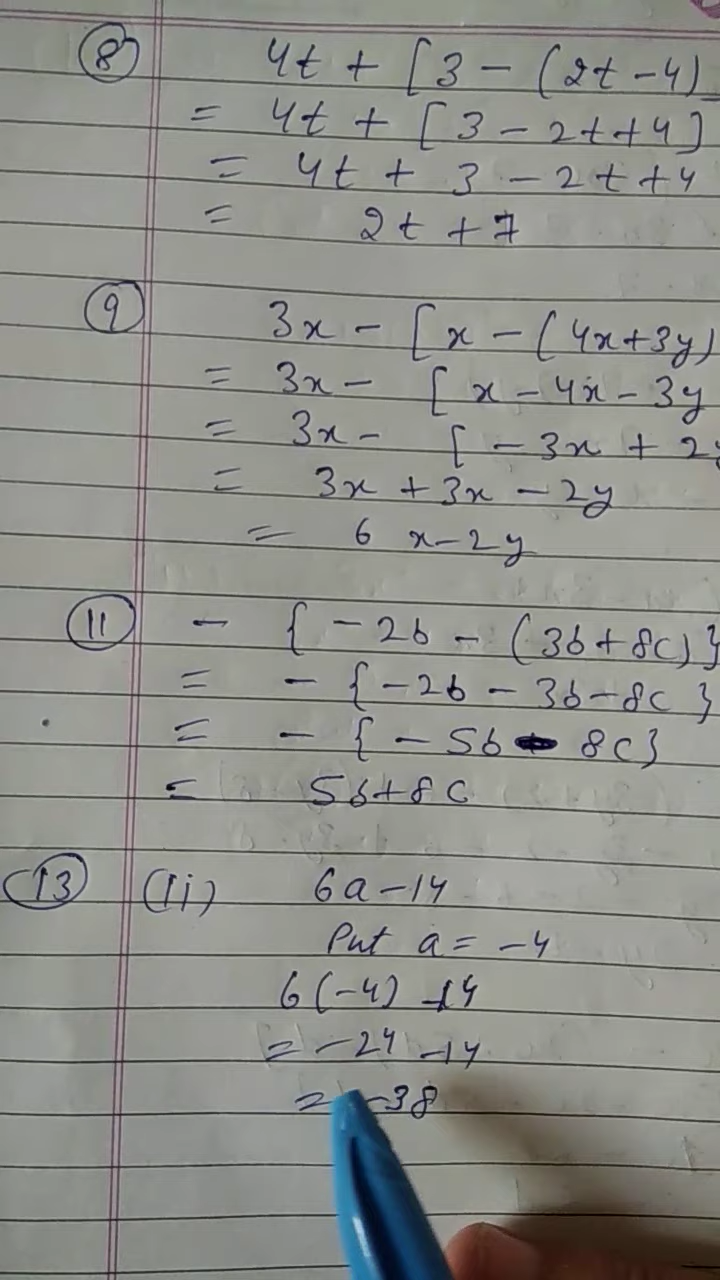 8 4t + [3 - (2t - 4)
= 4t + [3 - 2t + 4]
= 4t + 3 - 2t + 4
= 2t + 7
9 3x - [x - (4x + 3y)
= 3x - [x - 4x - 3y
= 3x - [-3x + 2y
= 3x + 3x - 2y
= 6x - 2y
11 - {-2b - (3b + 8c)}
= - {-2b - 3b - 8c}
= - {-5b - 8c}
= 5b + 8c
13 (ii) 6a - 14
Put a = -4
6(-4) -14
= -24 -14
= -38